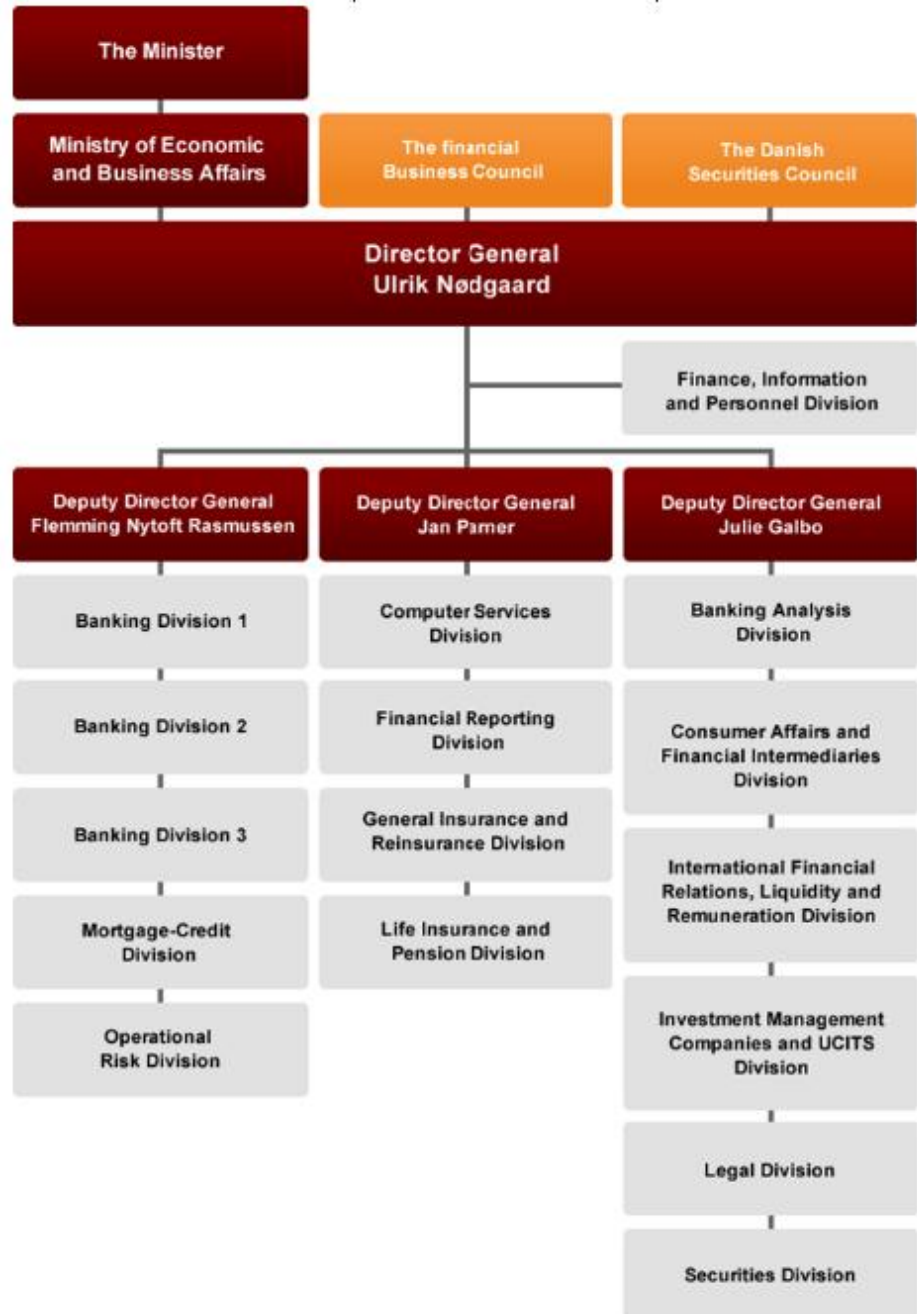 The Minister
Ministry of Economic
and Business Affairs
The financial
Business Council
The Danish
Securities Council
Director General
Ulrik Nødgaard
Finance, Information
and Personnel Division
Deputy Director General
Flemming Nytoft Rasmussen
Deputy Director General
Jan Parner
Deputy Director General
Julie Galbo
Banking Division 1
Banking Division 2
Banking Division 3
Mortgage-Credit
Division
Operational
Risk Division
Computer Services
Division
Financial Reporting
Division
General Insurance and
Reinsurance Division
Life Insurance and
Pension Division
Banking Analysis
Division
Consumer Affairs and
Financial Intermediaries
Division
International Financial
Relations, Liquidity and
Remuneration Division
Investment Management
Companies and UCITS
Division
Legal Division
Securities Division